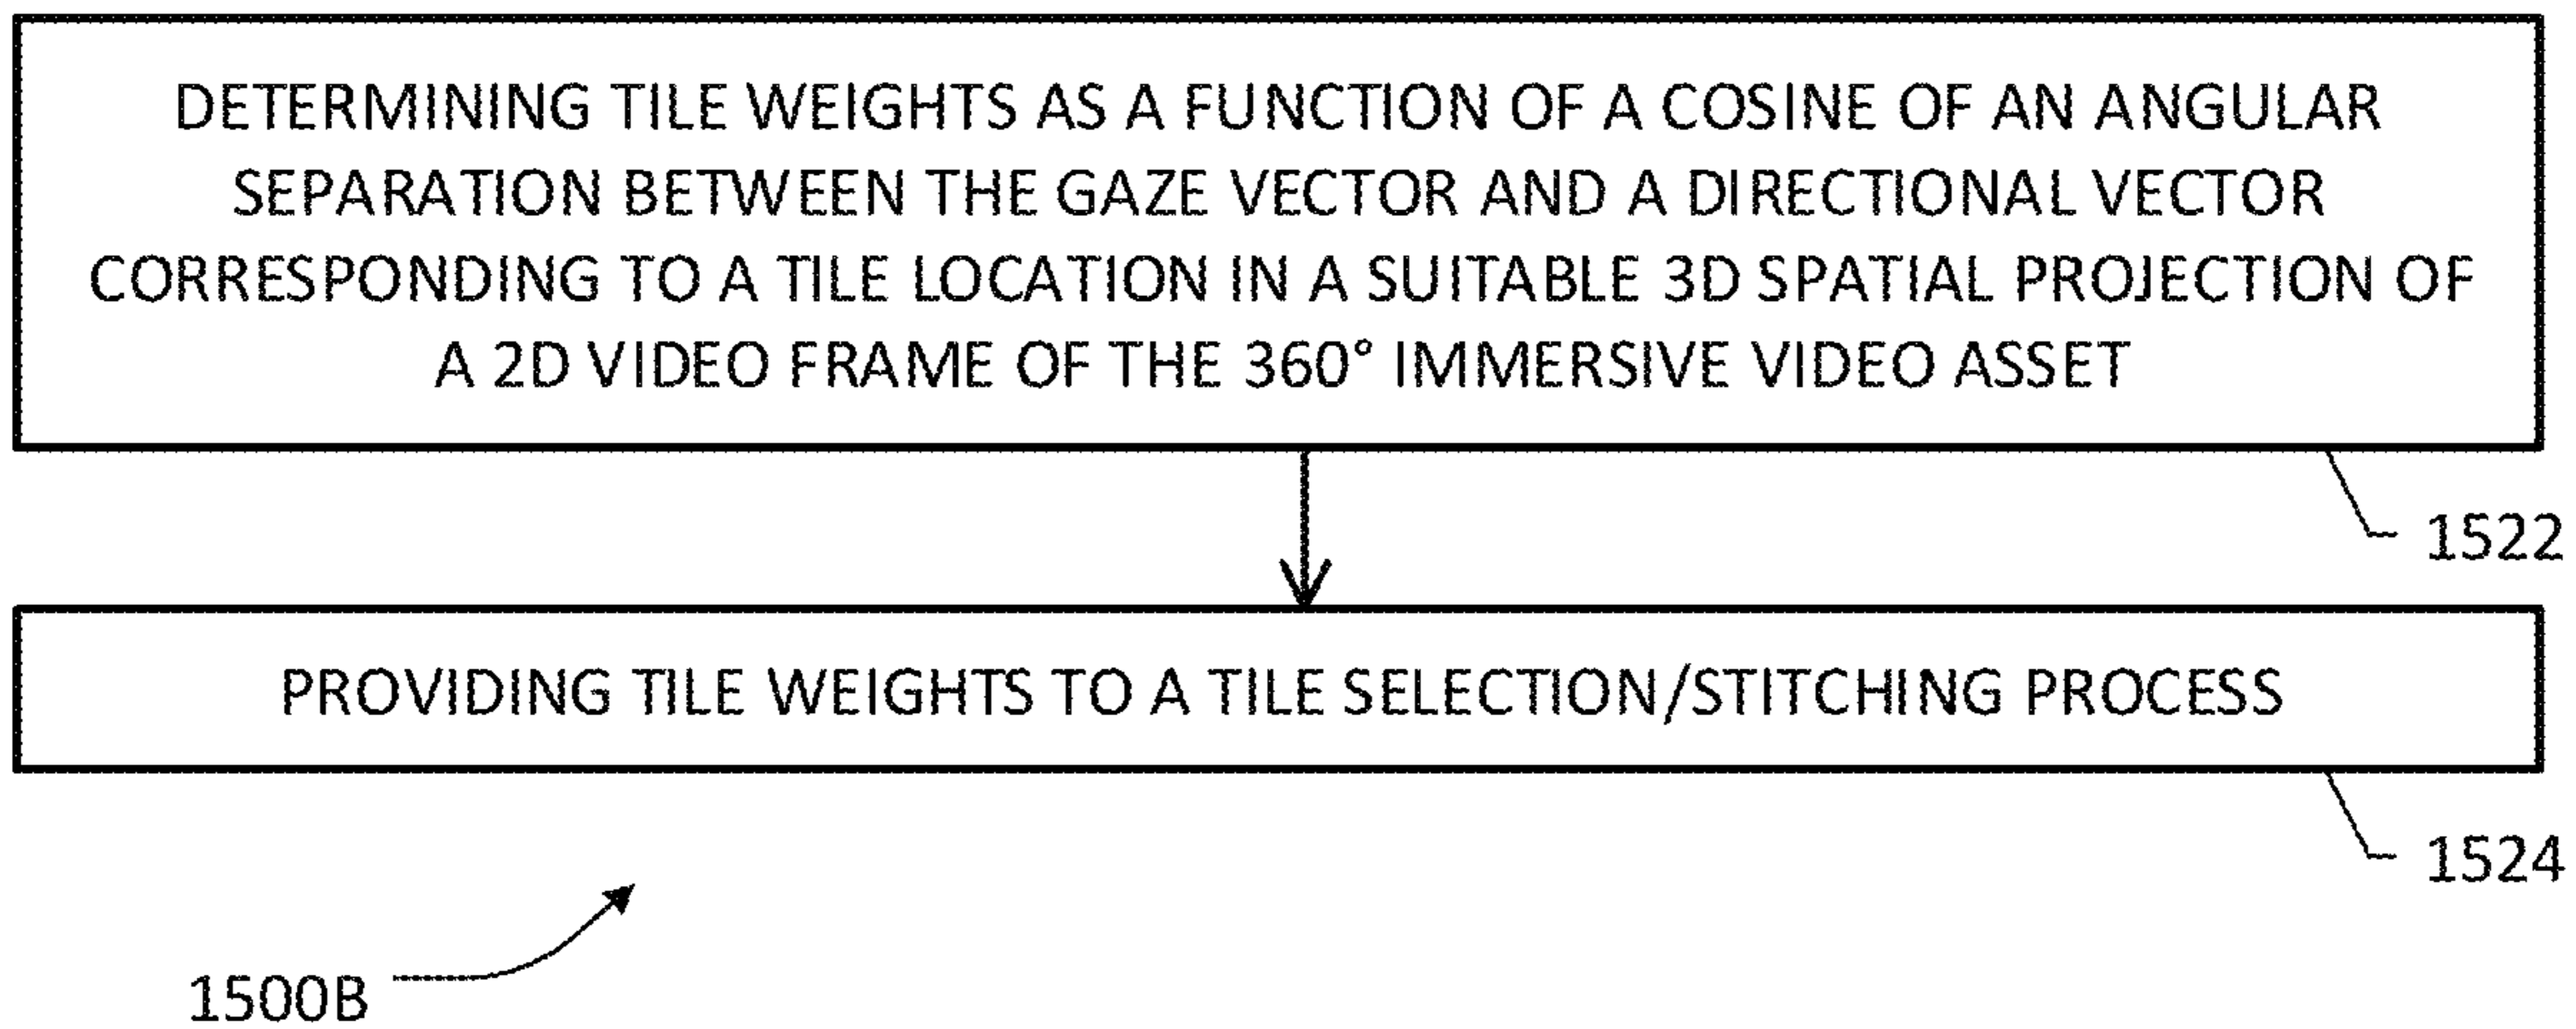 DETERMINING TILE WEIGHTS AS A FUNCTION OF A COSINE OF AN ANGULAR
SEPARATION BETWEEN THE GAZE VECTOR AND A DIRECTIONAL VECTOR
CORRESPONDING TO A TILE LOCATION IN A SUITABLE 3D SPATIAL PROJECTION OF
A 2D VIDEO FRAME OF THE 360° IMMERSIVE VIDEO ASSET
1522
PROVIDING TILE WEIGHTS TO A TILE SELECTION/STITCHING PROCESS
1524
1500B